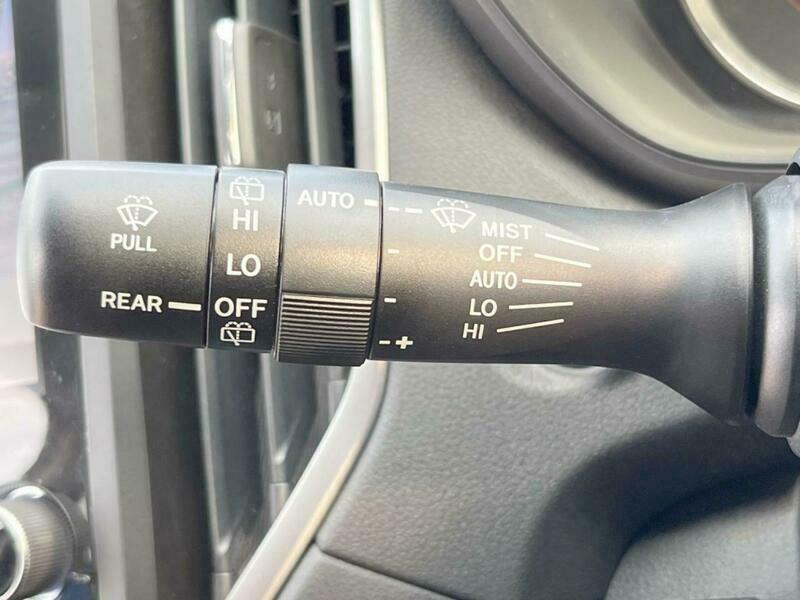 PULL
REAR
HI
LO
OFF
AUTO
- +
MIST
OFF
AUTO
LO
HI